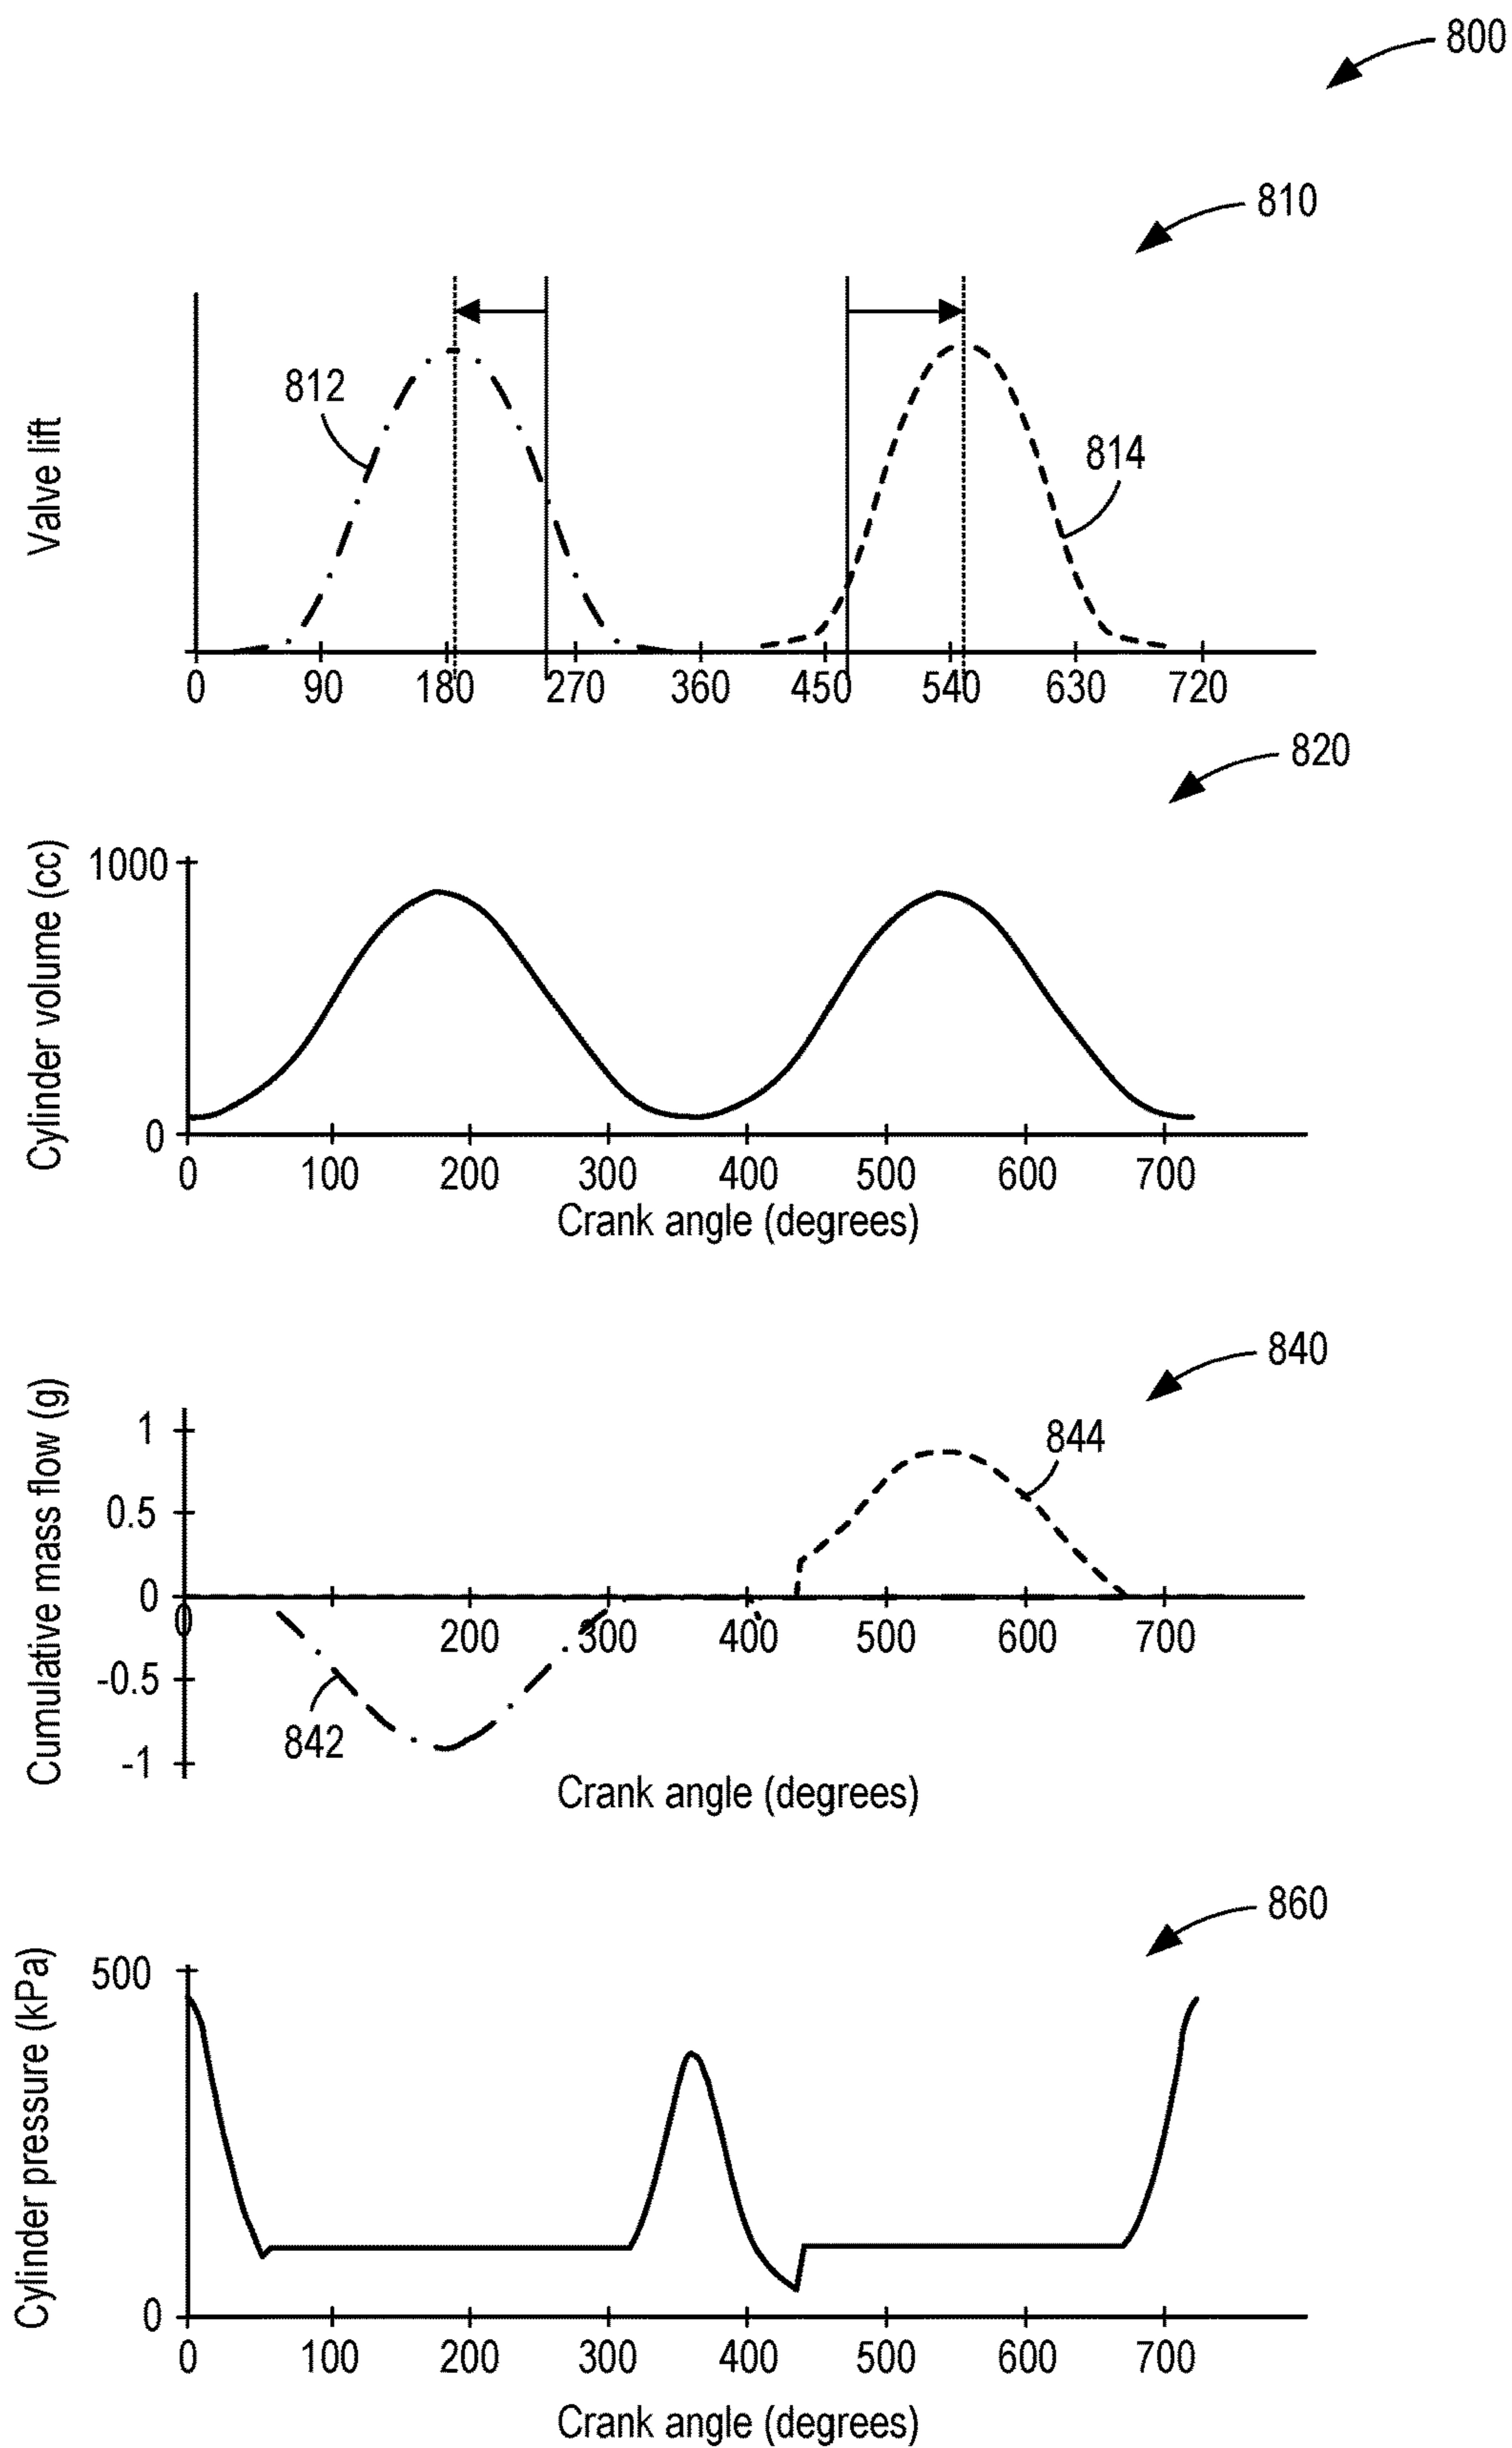 800
810
Valve lift
812
814
0 90 180 270 360 450 540 630 720
820
Cylinder volume (cc)
1000
0
0 100 200 300 400 500 600 700
Crank angle (degrees)
840
Cumulative mass flow (g)
1
844
0.5
0
0 200 300 400 500 600 700
-0.5
842
-1
Crank angle (degrees)
860
Cylinder pressure (kPa)
500
0
0 100 200 300 400 500 600 700
Crank angle (degrees)